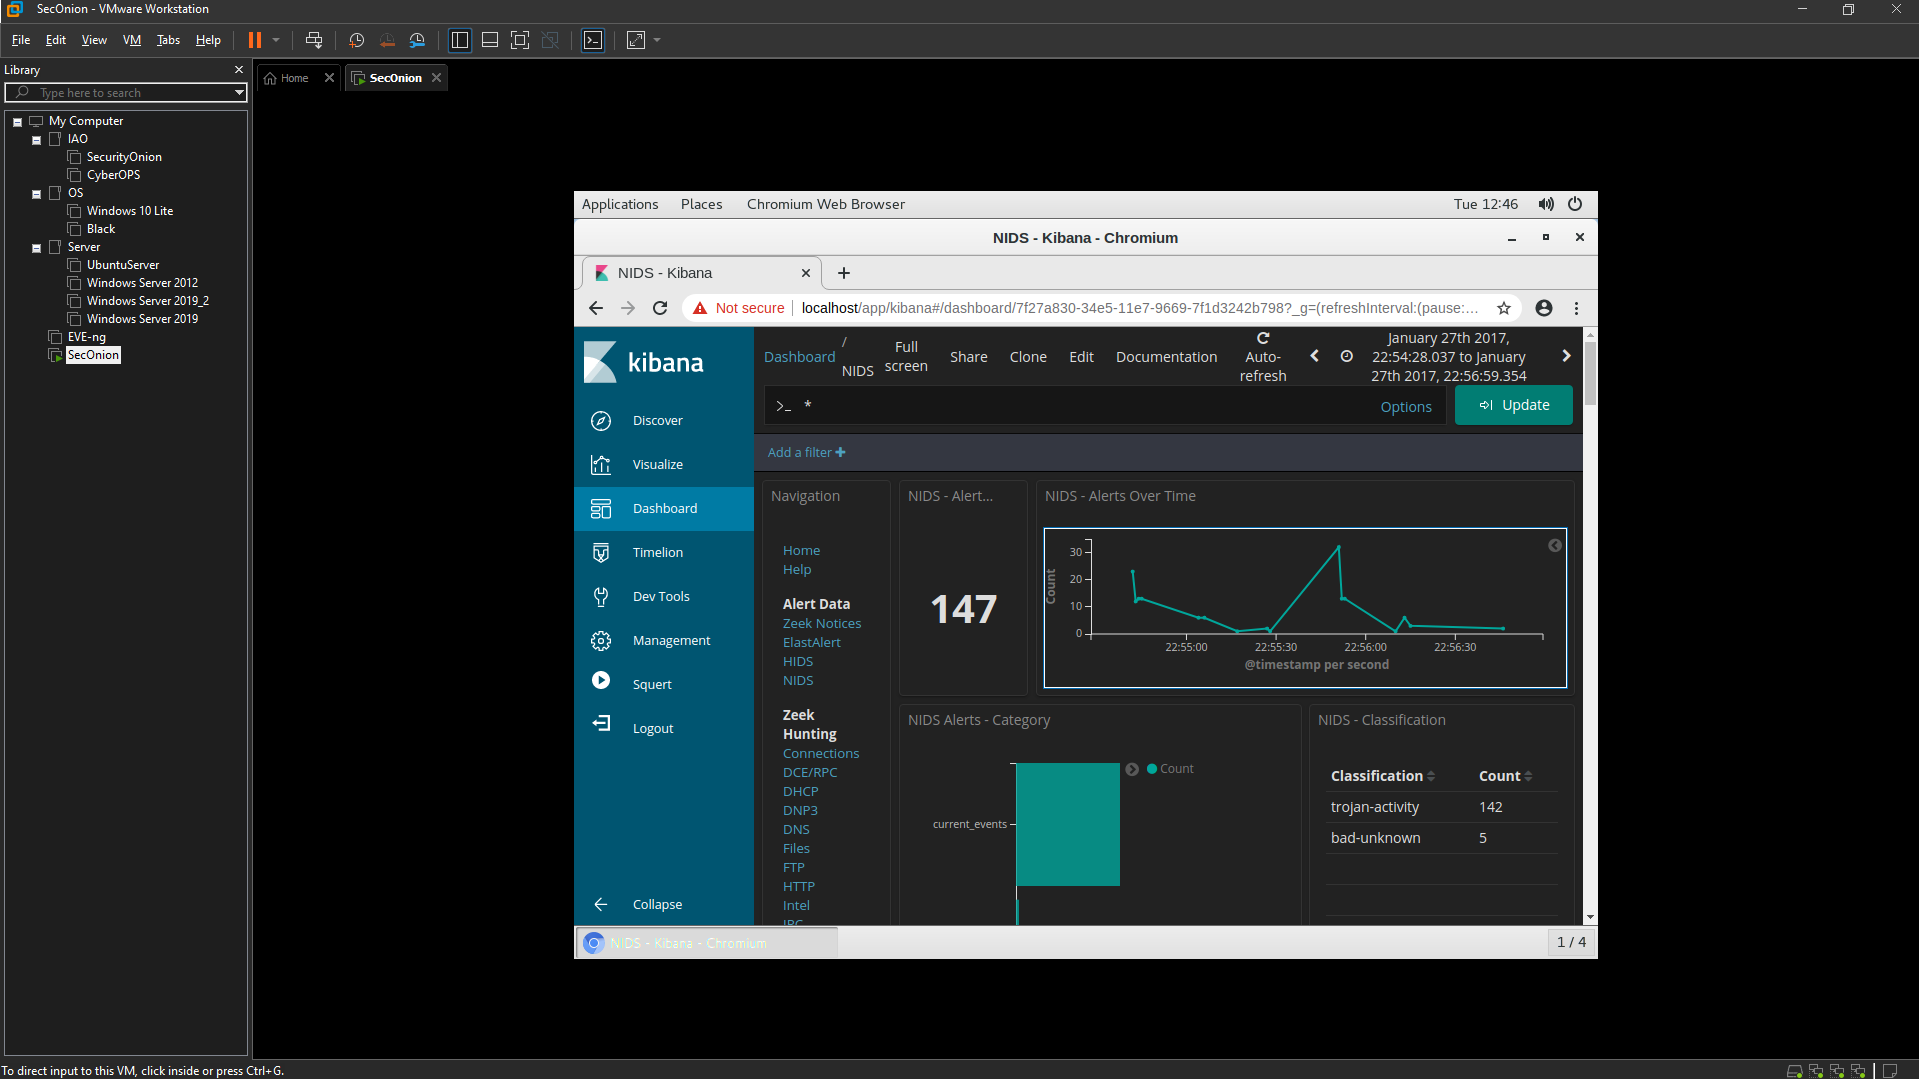 SecOnion - VMware Workstation
File Edit View VM Tabs Help
Library
Type here to search
My Computer
IAO
SecurityOnion
CyberOPS
OS
Windows 10 Lite
Black
Server
UbuntuServer
Windows Server 2012
Windows Server 2019_2
Windows Server 2019
EVE-ng
SecOnion
Home
SecOnion
Applications Places Chromium Web Browser Tue 12:46
NIDS - Kibana - Chromium
NIDS - Kibana
Not secure localhost/app/kibana#/dashboard/7f27a830-34e5-11e7-9669-7f1d3242b798?_g=(refreshInterval:(pause:...
kibana
Discover
Visualize
Dashboard
Timelion
Dev Tools
Management
Squert
Logout
Collapse
Dashboard / NIDS
Full screen
Share
Clone
Edit
Documentation
Auto-refresh
January 27th 2017,
22:54:28.037 to January
27th 2017, 22:56:59.354
>_ *
Options
Update
Add a filter +
Navigation
Home
Help
Alert Data
Zeek Notices
ElastAlert
HIDS
NIDS
Zeek
Hunting
Connections
DCE/RPC
DHCP
DNP3
DNS
Files
FTP
HTTP
Intel
IRC
NIDS - Alert...
147
NIDS - Alerts Over Time
Count
30
20
10
0
22:55:00 22:55:30 22:56:00 22:56:30
@timestamp per second
NIDS Alerts - Category
current_events
Count
NIDS - Classification
Classification Count
trojan-activity 142
bad-unknown 5
NIDS - Kibana - Chromium
1 / 4
To direct input to this VM, click inside or press Ctrl+G.